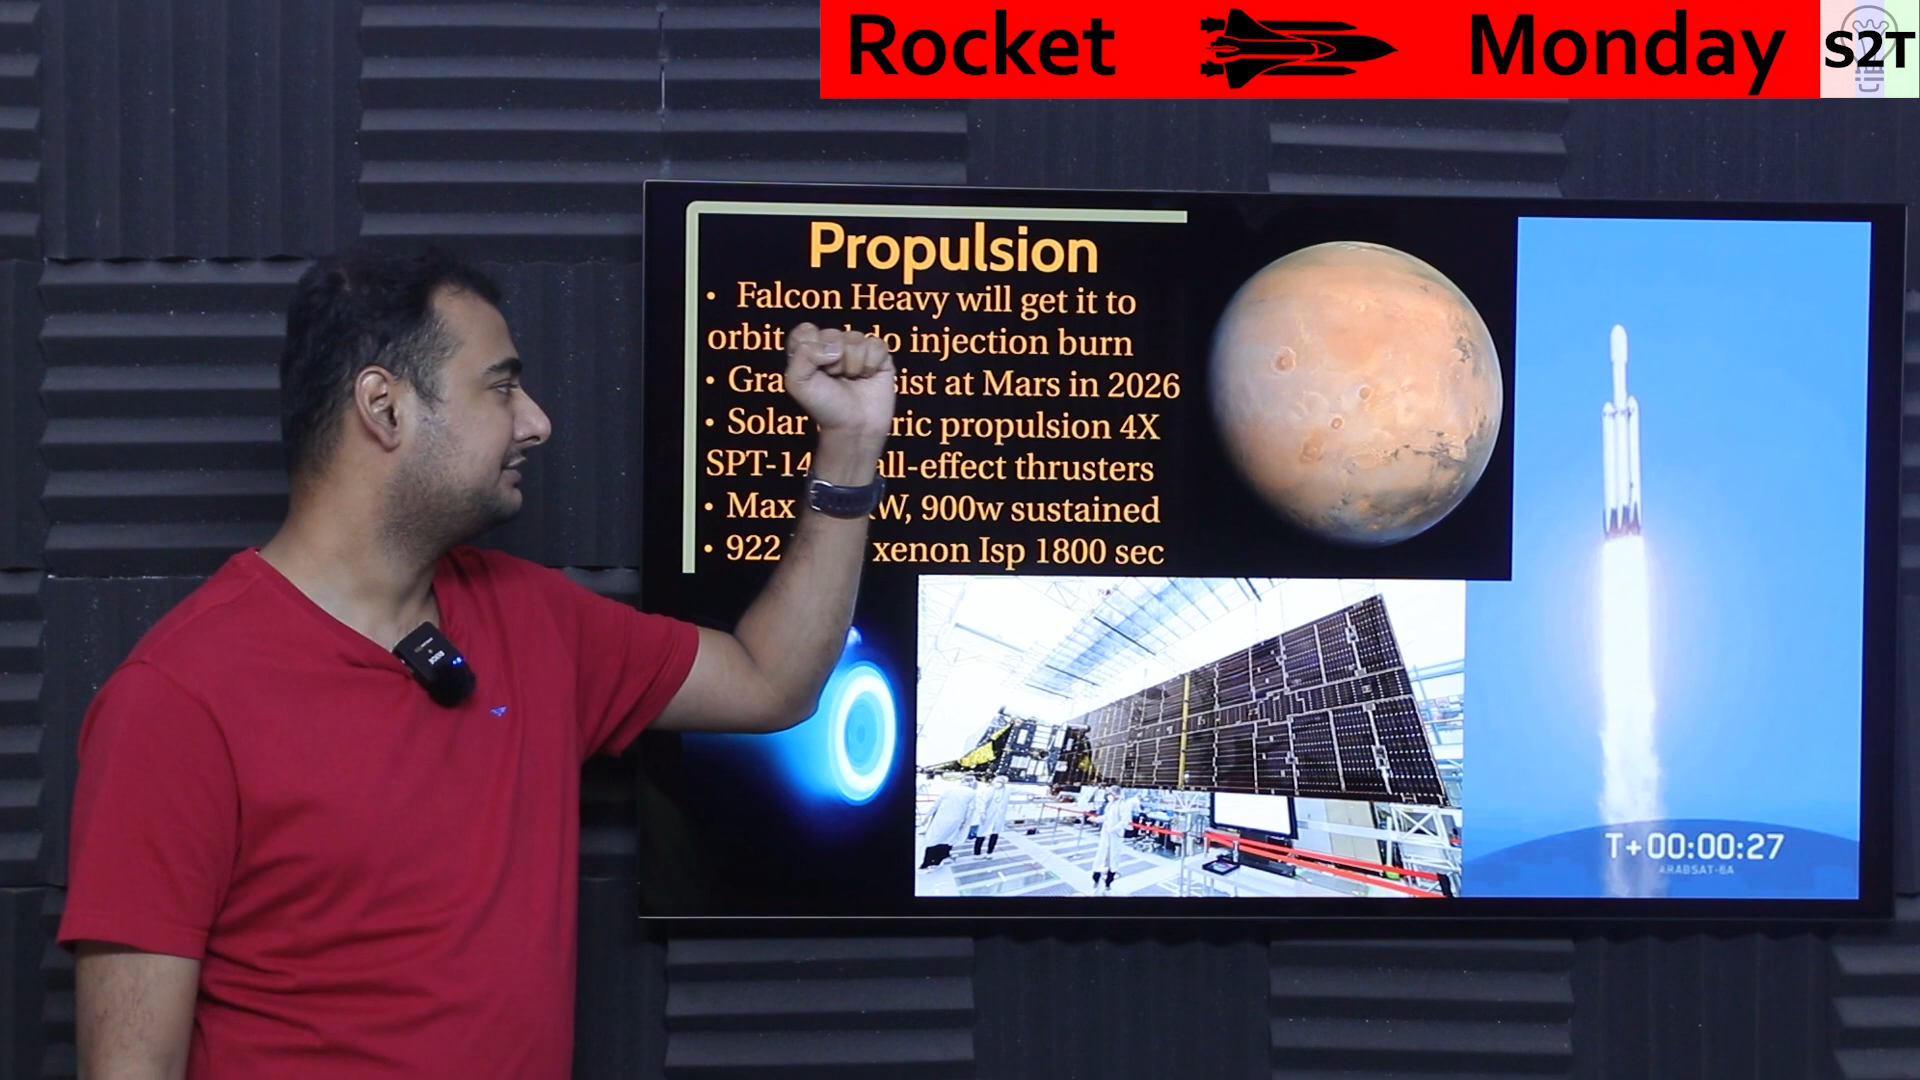 Rocket Monday S2T
Propulsion
• Falcon Heavy will get it to
orbit do injection burn
• Gra sist at Mars in 2026
• Solar ric propulsion 4X
SPT-14 all-effect thrusters
• Max W, 900w sustained
• 922 xenon Isp 1800 sec
T+00:00:27
ARABSAT-6A